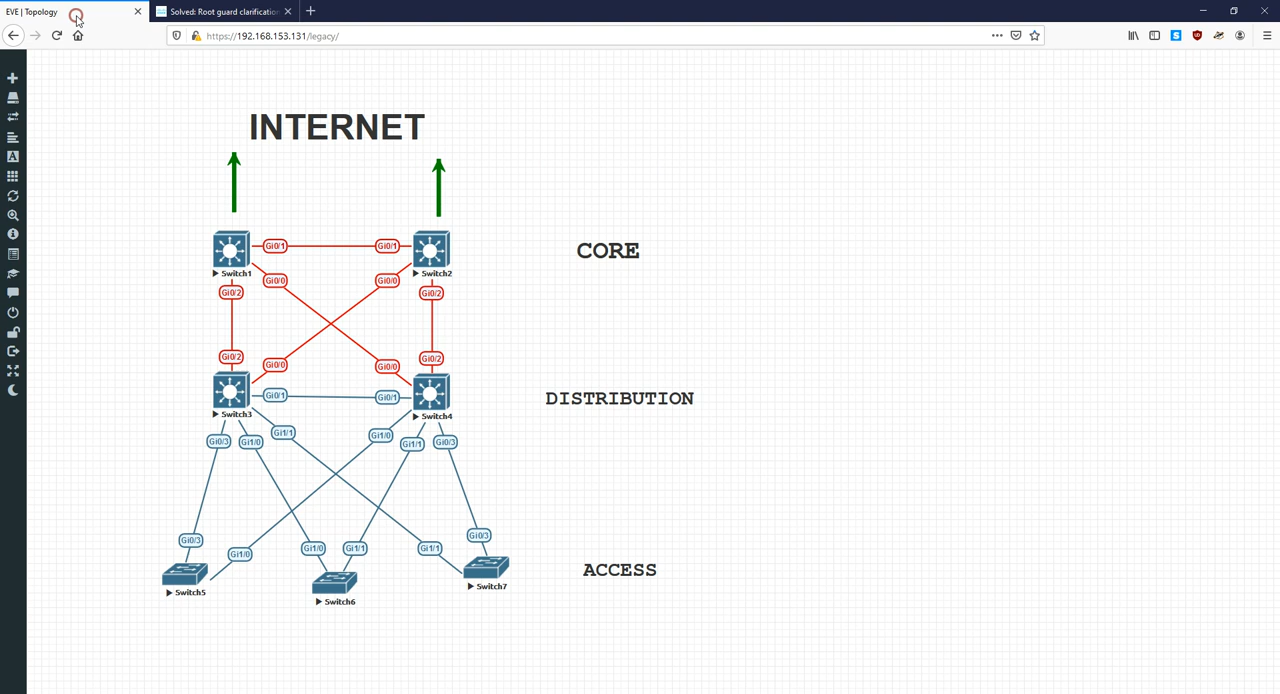 EVE | Topology
Solved: Root guard clarification
https://192.168.153.131/legacy/
INTERNET
Gi0/1 Gi0/1
CORE
Switch1 Switch2
Gi0/0 Gi0/0
Gi0/2 Gi0/2
Gi0/2 Gi0/2
Gi0/0 Gi0/0
Gi0/1 Gi0/1
DISTRIBUTION
Switch3 Switch4
Gi1/1 Gi1/0
Gi0/3 Gi1/0 Gi1/1 Gi0/3
Gi0/3 Gi1/0 Gi1/0 Gi1/1 Gi1/1 Gi0/3
ACCESS
Switch5 Switch6 Switch7